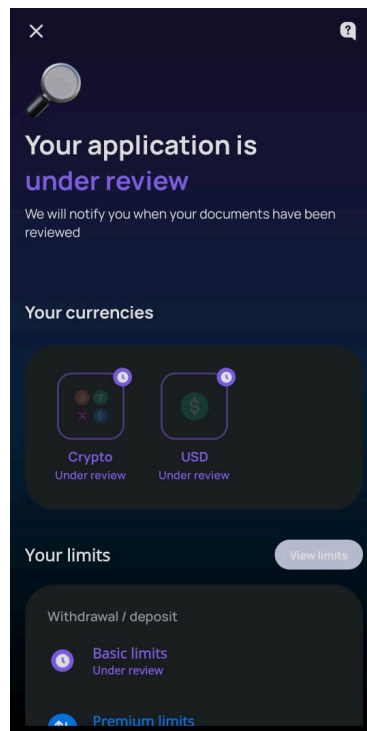 Your application is
under review
We will notify you when your documents have been
reviewed
Your currencies
Crypto
Under review
USD
Under review
Your limits
View limits
Withdrawal / deposit
Basic limits
Under review
Premium limits